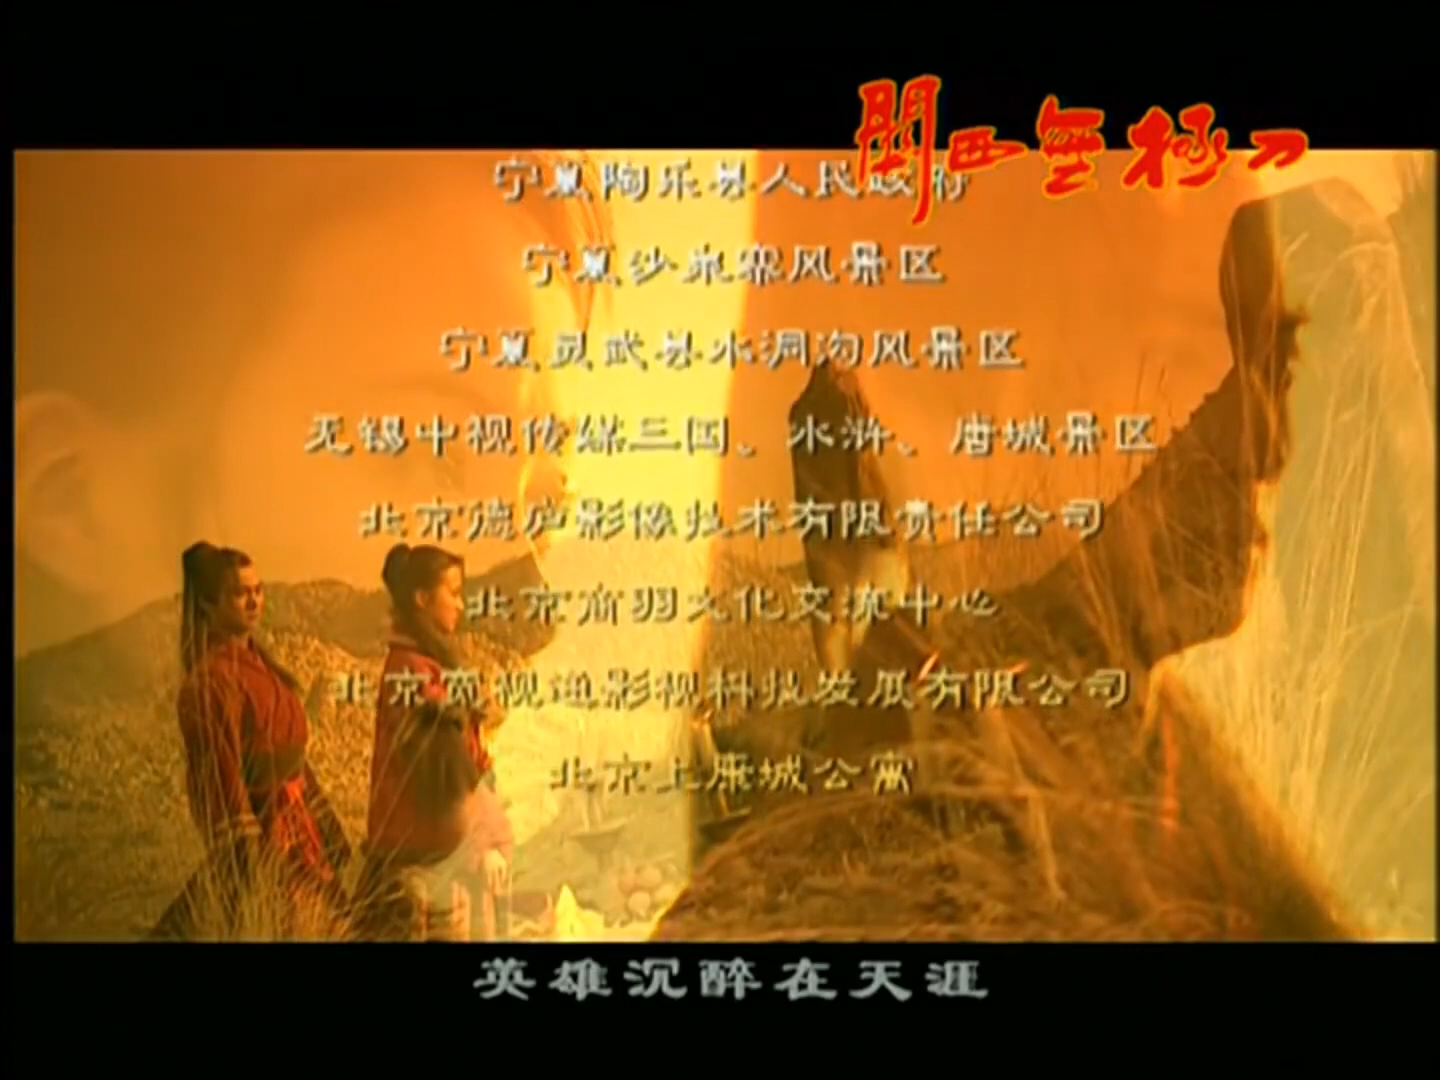 關西無極刀
宁夏陶乐县人民政府
宁夏沙泉寨风景区
宁夏灵武县水洞沟风景区
无锡中视传媒三国、水浒、唐城景区
北京德庐影像技术有限责任公司
北京商羽文化交流中心
北京宽视通影视科技发展有限公司
北京上康城公寓
英雄沉醉在天涯